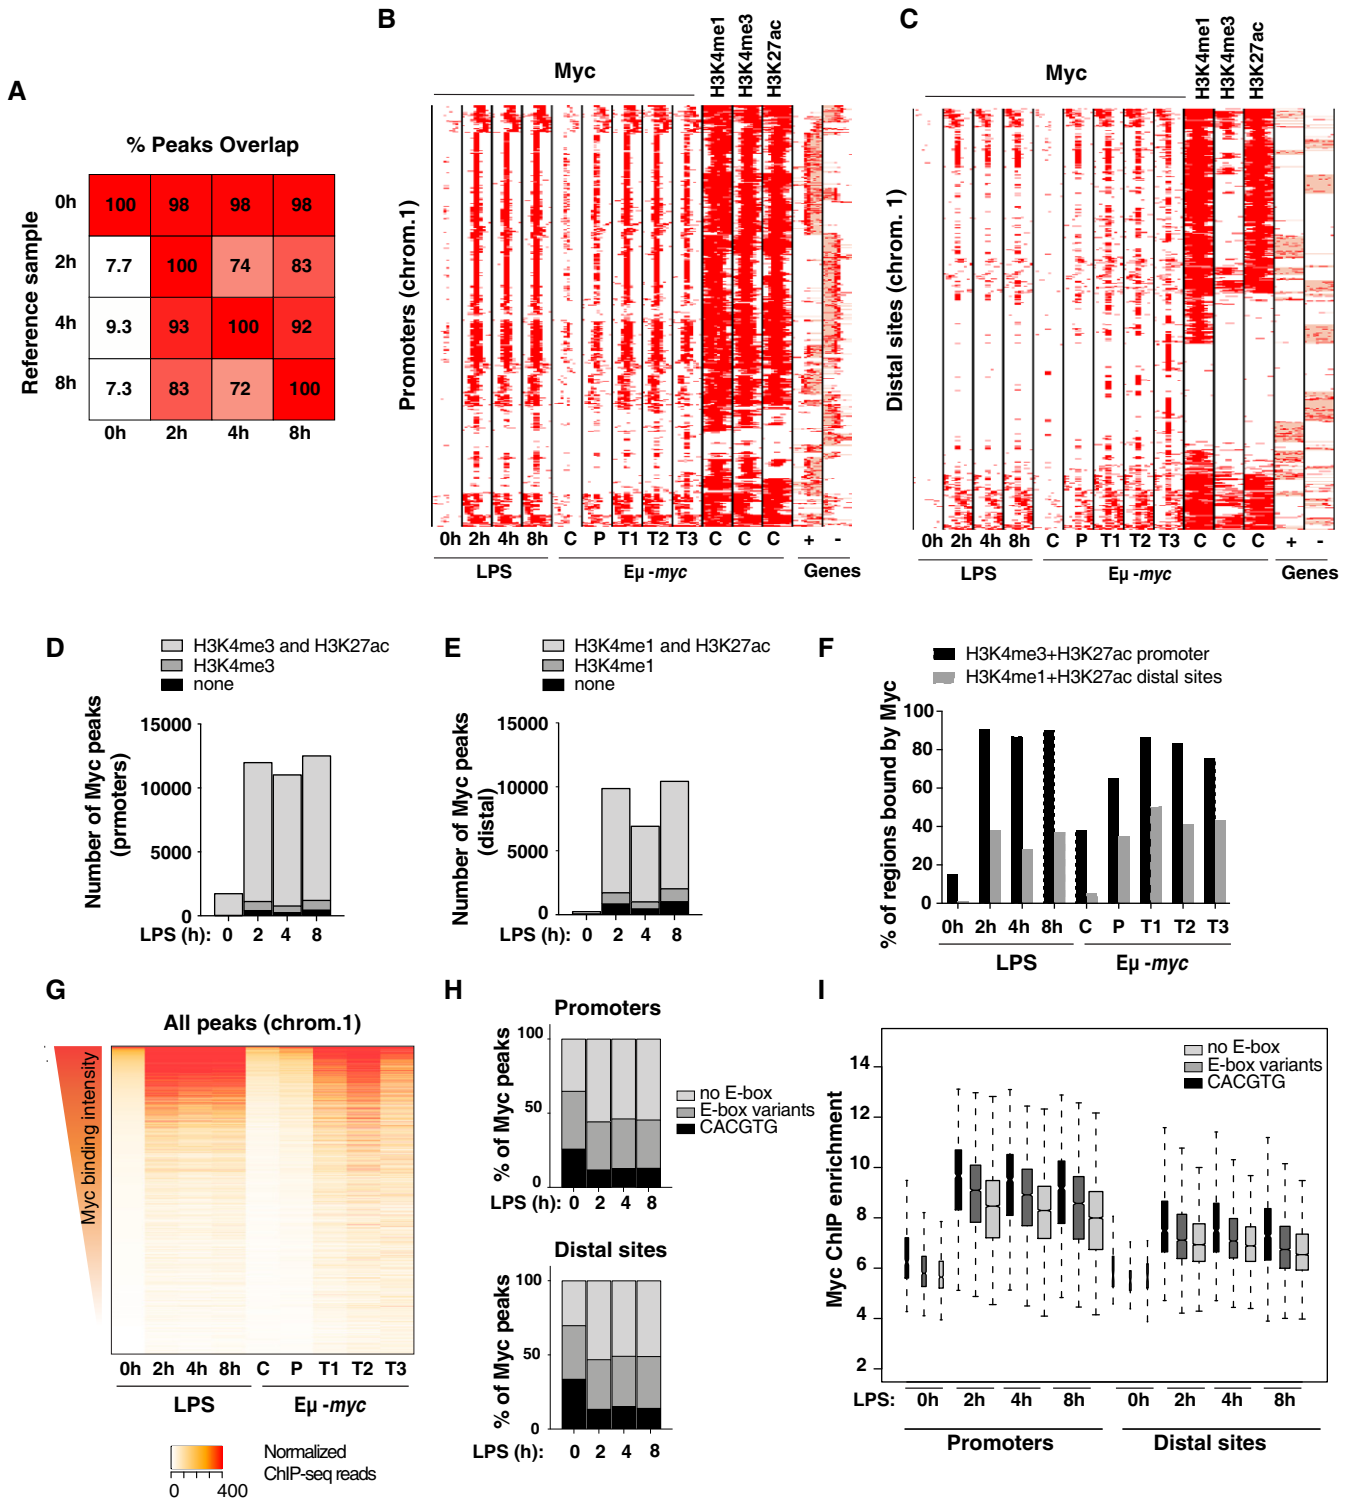 A
% Peaks Overlap
Reference sample
0h 100 98 98 98
2h 7.7 100 74 83
4h 9.3 93 100 92
8h 7.3 83 72 100
0h 2h 4h 8h
B
Myc
H3K4me1
H3K4me3
H3K27ac
Promoters (chrom.1)
0h 2h 4h 8h C P T1 T2 T3 C C C + -
LPS Eμ -myc Genes
C
Myc
H3K4me1
H3K4me3
H3K27ac
Distal sites (chrom. 1)
0h 2h 4h 8h C P T1 T2 T3 C C C + -
LPS Eμ -myc Genes
D
H3K4me3 and H3K27ac
H3K4me3
none
Number of Myc peaks
(prmoters)
15000
10000
5000
0
LPS (h): 0 2 4 8
E
H3K4me1 and H3K27ac
H3K4me1
none
Number of Myc peaks
(distal)
15000
10000
5000
0
LPS (h): 0 2 4 8
F
H3K4me3+H3K27ac promoter
H3K4me1+H3K27ac distal sites
% of regions bound by Myc
100
80
60
40
20
0
0h 2h 4h 8h C P T1 T2 T3
LPS Eμ -myc
G
All peaks (chrom.1)
Myc binding intensity
0h 2h 4h 8h C P T1 T2 T3
LPS Eμ -myc
Normalized
ChIP-seq reads
0 400
H
Promoters
% of Myc peaks
100
50
0
LPS (h): 0 2 4 8
no E-box
E-box variants
CACGTG
Distal sites
% of Myc peaks
100
50
0
LPS (h): 0 2 4 8
I
no E-box
E-box variants
CACGTG
Myc ChIP enrichment
14
12
10
8
6
4
2
LPS: 0h 2h 4h 8h 0h 2h 4h 8h
Promoters Distal sites